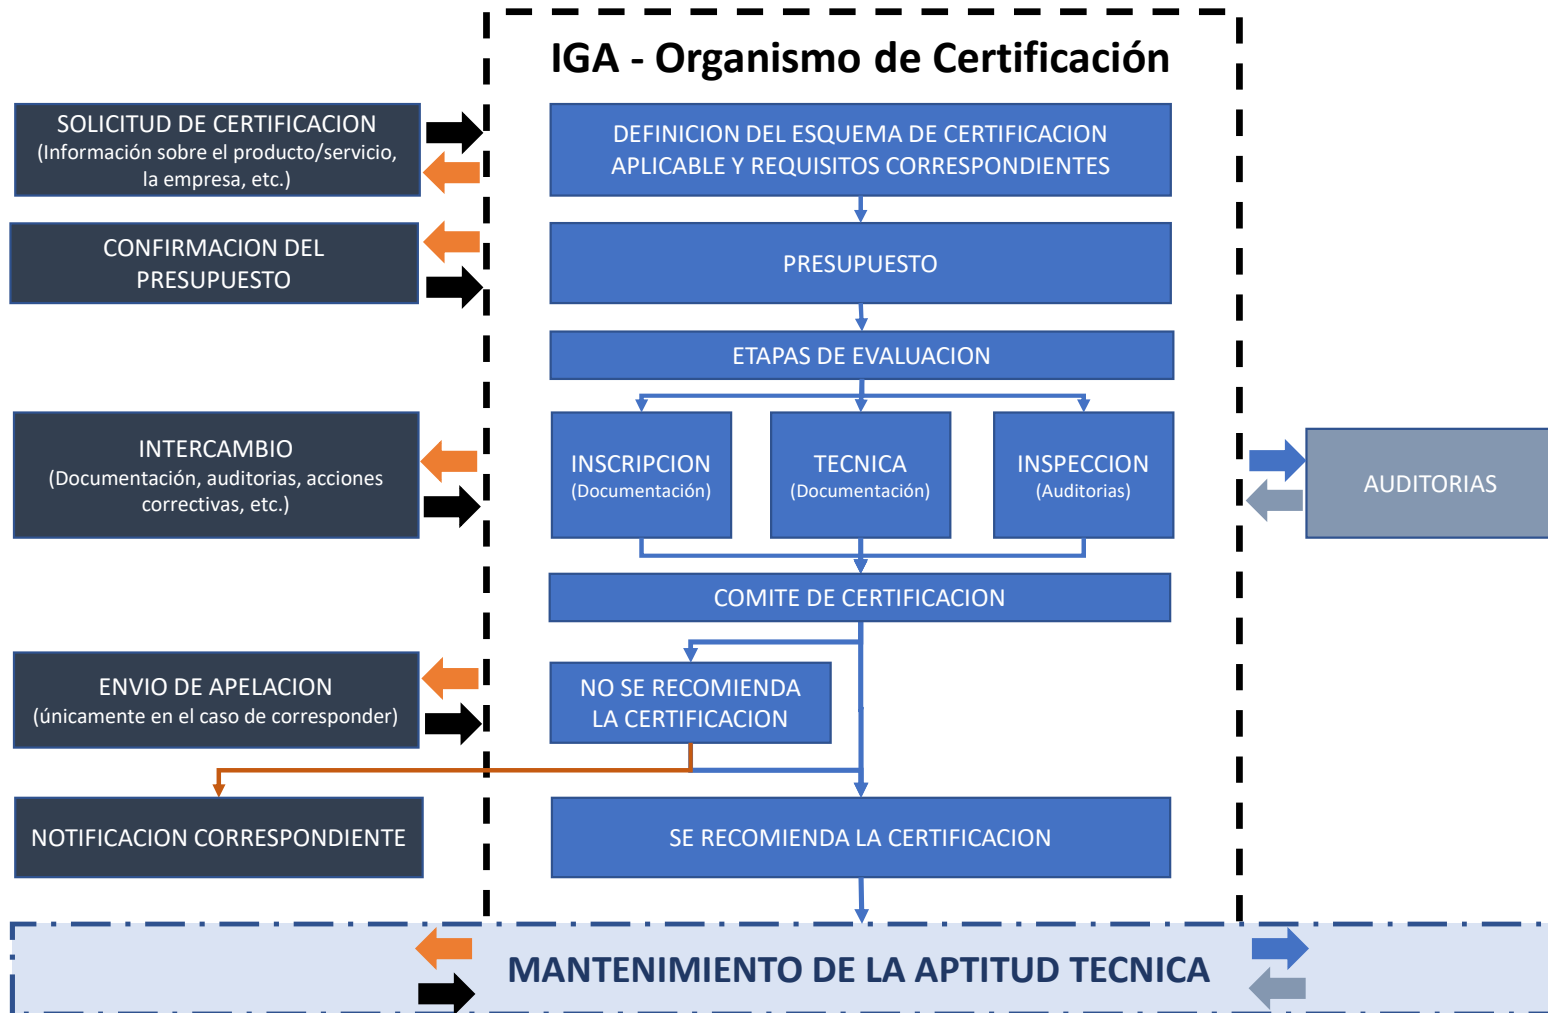 IGA - Organismo de Certificación
SOLICITUD DE CERTIFICACION
(Información sobre el producto/servicio,
la empresa, etc.)
DEFINICION DEL ESQUEMA DE CERTIFICACION
APLICABLE Y REQUISITOS CORRESPONDIENTES
CONFIRMACION DEL
PRESUPUESTO
PRESUPUESTO
ETAPAS DE EVALUACION
INTERCAMBIO
(Documentación, auditorias, acciones
correctivas, etc.)
INSCRIPCION
(Documentación)
TECNICA
(Documentación)
INSPECCION
(Auditorias)
AUDITORIAS
COMITE DE CERTIFICACION
ENVIO DE APELACION
(únicamente en el caso de corresponder)
NO SE RECOMIENDA
LA CERTIFICACION
NOTIFICACION CORRESPONDIENTE
SE RECOMIENDA LA CERTIFICACION
MANTENIMIENTO DE LA APTITUD TECNICA